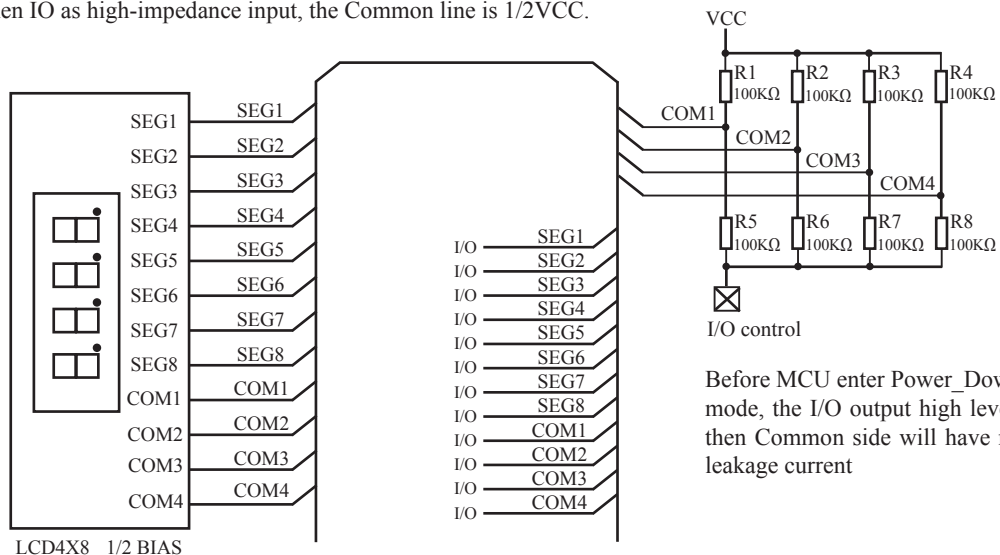 en IO as high-impedance input, the Common line is 1/2VCC.
VCC
R1
100KΩ
R2
100KΩ
R3
100KΩ
R4
100KΩ
COM1
COM2
COM3
COM4
R5
100KΩ
R6
100KΩ
R7
100KΩ
R8
100KΩ
I/O control
Before MCU enter Power_Dow
mode, the I/O output high leve
then Common side will have
leakage current
SEG1
SEG2
SEG3
SEG4
SEG5
SEG6
SEG7
SEG8
COM1
COM2
COM3
COM4
SEG1
SEG2
SEG3
SEG4
SEG5
SEG6
SEG7
SEG8
COM1
COM2
COM3
COM4
I/O SEG1
I/O SEG2
I/O SEG3
I/O SEG4
I/O SEG5
I/O SEG6
I/O SEG7
I/O SEG8
I/O COM1
I/O COM2
I/O COM3
I/O COM4
LCD4X8 1/2 BIAS